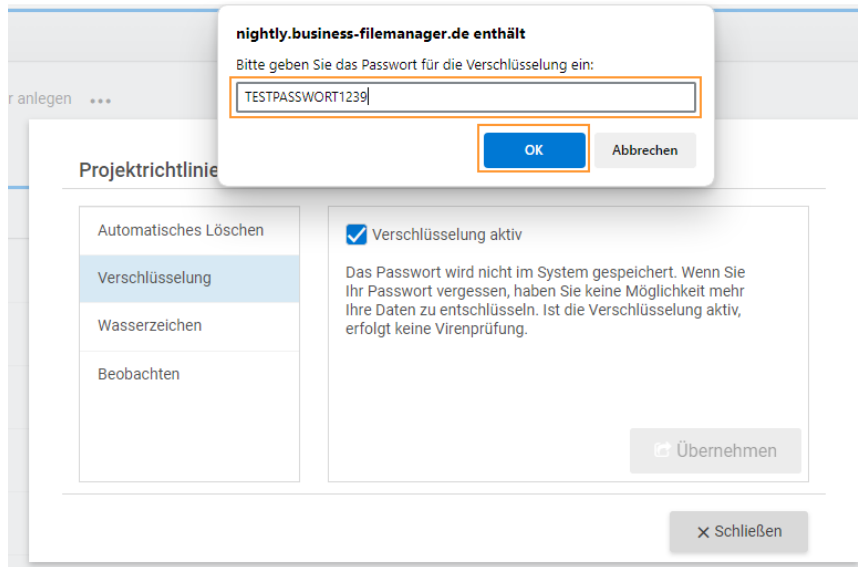 nightly.business-filemanager.de enthält
Bitte geben Sie das Passwort für die Verschlüsselung ein:
TESTPASSWORT1239
OK
Abbrechen
r anlegen •••
Projektrichtlinie
Automatisches Löschen
Verschlüsselung
Wasserzeichen
Beobachten
Verschlüsselung aktiv
Das Passwort wird nicht im System gespeichert. Wenn Sie
Ihr Passwort vergessen, haben Sie keine Möglichkeit mehr
Ihre Daten zu entschlüsseln. Ist die Verschlüsselung aktiv,
erfolgt keine Virenprüfung.
Übernehmen
Schließen